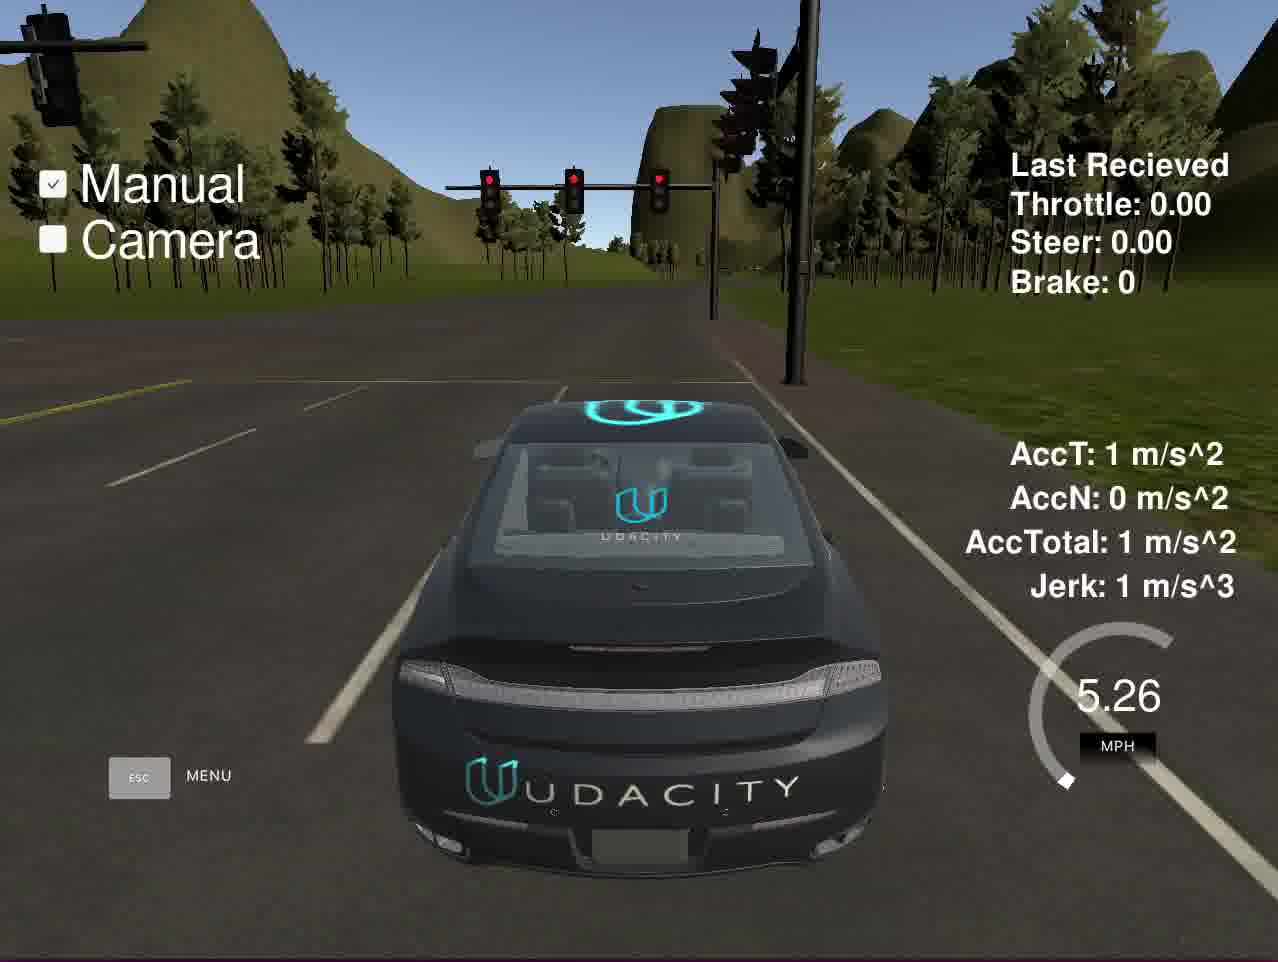 Manual
Camera
Last Recieved
Throttle: 0.00
Steer: 0.00
Brake: 0
AccT: 1 m/s^2
AccN: 0 m/s^2
AccTotal: 1 m/s^2
Jerk: 1 m/s^3
5.26
MPH
ESC MENU
UDACITY
UDACITY